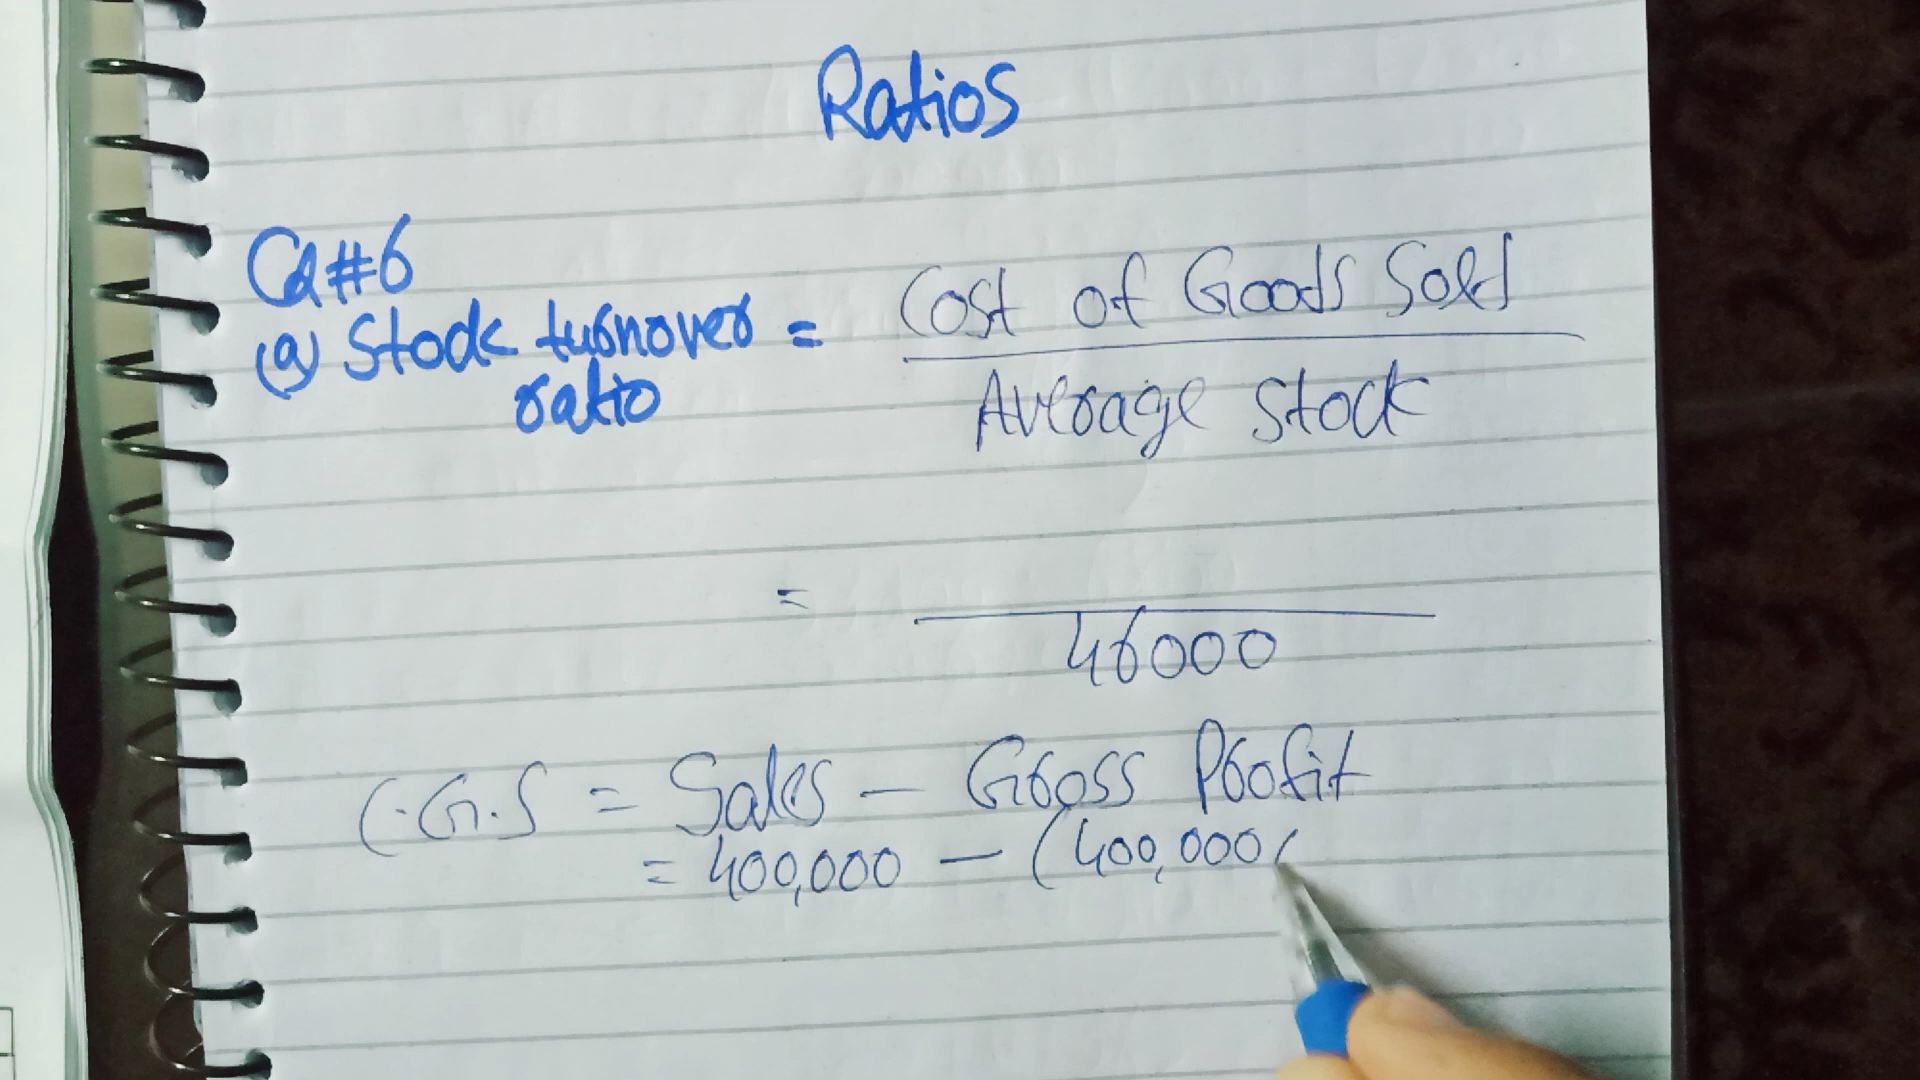 Ratios
Q#6
(a) Stock turnover ratio = Cost of Goods Sold
Average Stock
=
46000
C.G.S = Sales - Gross Profit
= 400,000 - (400,000